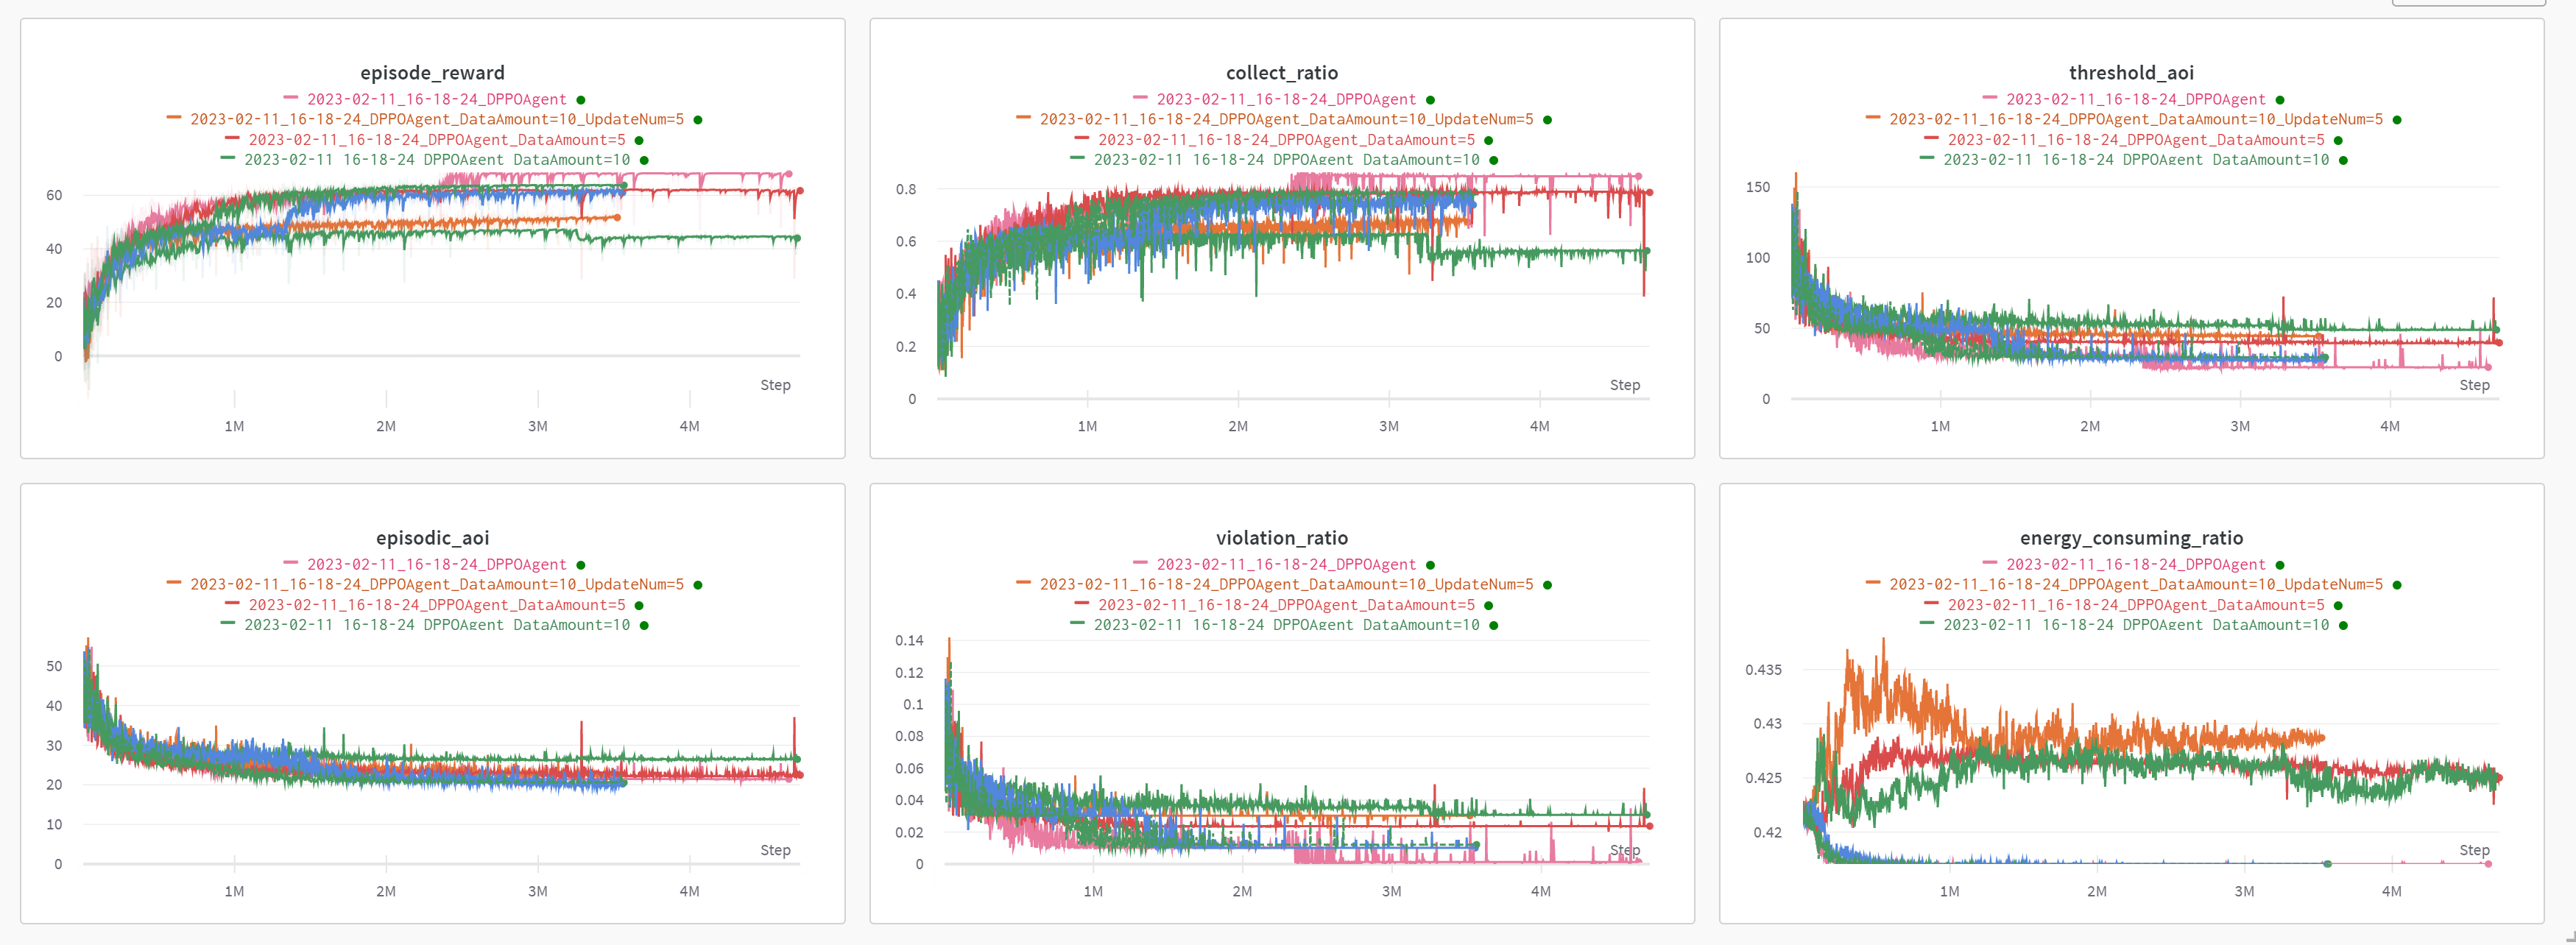 episode_reward
2023-02-11_16-18-24_DPPOAgent
2023-02-11_16-18-24_DPPOAgent_DataAmount=10_UpdateNum=5
2023-02-11_16-18-24_DPPOAgent_DataAmount=5
2023-02-11 16-18-24 DPPOAgent DataAmount=10
60
40
20
0
Step
1M
2M
3M
4M
collect_ratio
2023-02-11_16-18-24_DPPOAgent
2023-02-11_16-18-24_DPPOAgent_DataAmount=10_UpdateNum=5
2023-02-11_16-18-24_DPPOAgent_DataAmount=5
2023-02-11 16-18-24 DPPOAgent DataAmount=10
0.8
0.6
0.4
0.2
0
Step
1M
2M
3M
4M
threshold_aoi
2023-02-11_16-18-24_DPPOAgent
2023-02-11_16-18-24_DPPOAgent_DataAmount=10_UpdateNum=5
2023-02-11_16-18-24_DPPOAgent_DataAmount=5
2023-02-11 16-18-24 DPPOAgent DataAmount=10
150
100
50
0
Step
1M
2M
3M
4M
episodic_aoi
2023-02-11_16-18-24_DPPOAgent
2023-02-11_16-18-24_DPPOAgent_DataAmount=10_UpdateNum=5
2023-02-11_16-18-24_DPPOAgent_DataAmount=5
2023-02-11 16-18-24 DPPOAgent DataAmount=10
50
40
30
20
10
0
Step
1M
2M
3M
4M
violation_ratio
2023-02-11_16-18-24_DPPOAgent
2023-02-11_16-18-24_DPPOAgent_DataAmount=10_UpdateNum=5
2023-02-11_16-18-24_DPPOAgent_DataAmount=5
2023-02-11 16-18-24 DPPOAgent DataAmount=10
0.14
0.12
0.1
0.08
0.06
0.04
0.02
0
Step
1M
2M
3M
4M
energy_consuming_ratio
2023-02-11_16-18-24_DPPOAgent
2023-02-11_16-18-24_DPPOAgent_DataAmount=10_UpdateNum=5
2023-02-11_16-18-24_DPPOAgent_DataAmount=5
2023-02-11 16-18-24 DPPOAgent DataAmount=10
0.435
0.43
0.425
0.42
Step
1M
2M
3M
4M